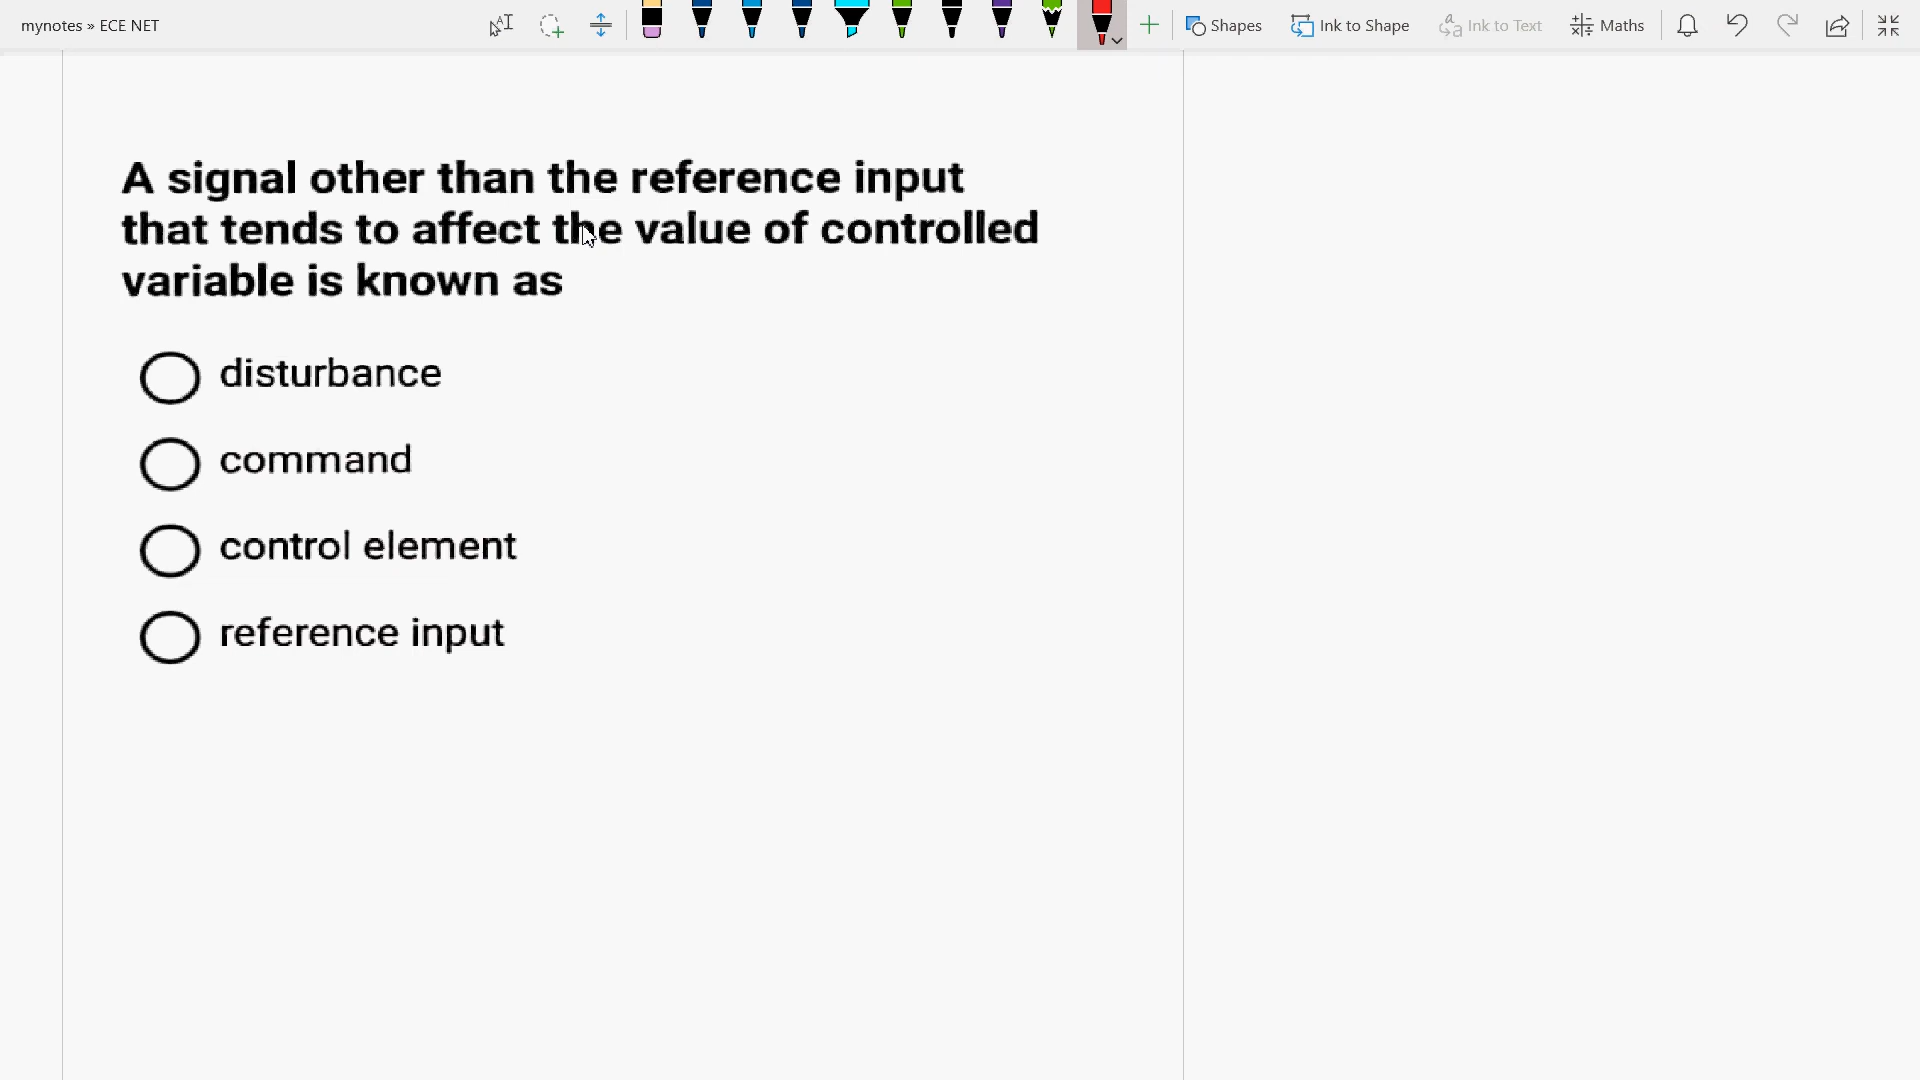 mynotes » ECE NET
Shapes
Ink to Shape
Ink to Text
Maths
A signal other than the reference input
that tends to affect the value of controlled
variable is known as
disturbance
command
control element
reference input